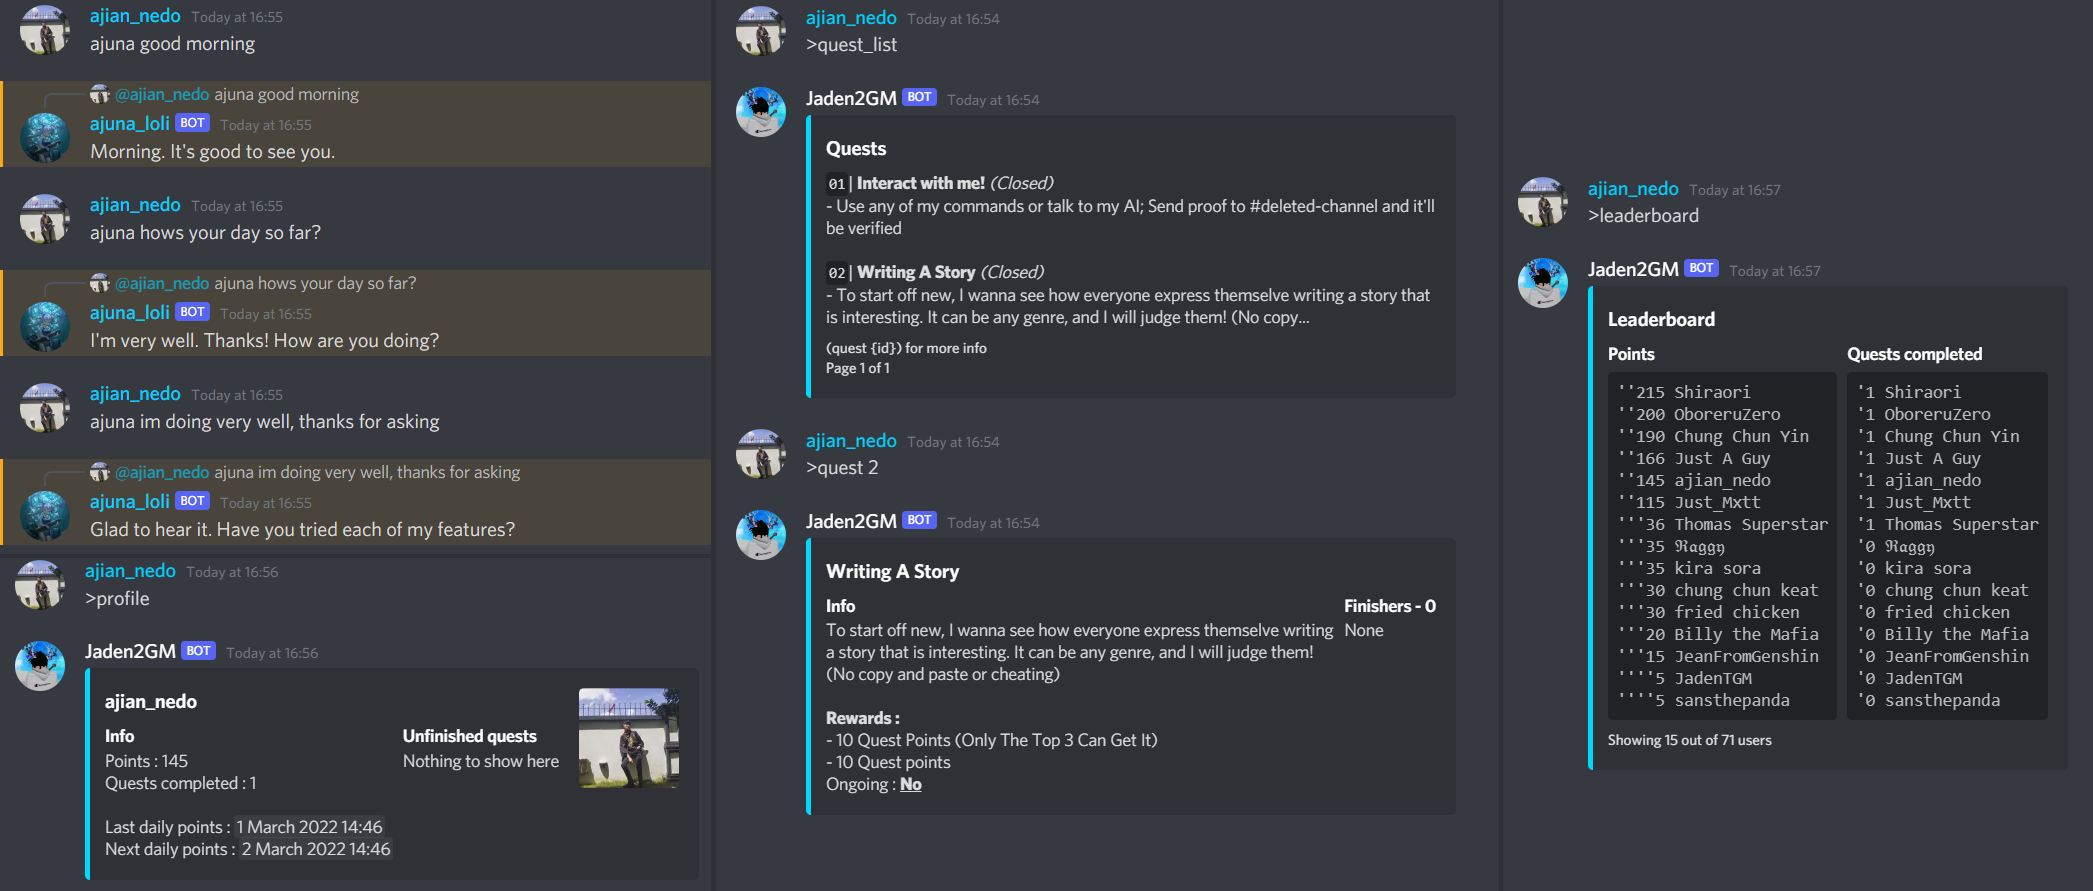 ajian_nedo Today at 16:55
ajuna good morning
@ajian_nedo ajuna good morning
ajuna_loli BOT Today at 16:55
Morning. It's good to see you.
ajian_nedo Today at 16:55
ajuna hows your day so far?
@ajian_nedo ajuna hows your day so far?
ajuna_loli BOT Today at 16:55
I'm very well. Thanks! How are you doing?
ajian_nedo Today at 16:55
ajuna im doing very well, thanks for asking
@ajian_nedo ajuna im doing very well, thanks for asking
ajuna_loli BOT Today at 16:55
Glad to hear it. Have you tried each of my features?
ajian_nedo Today at 16:56
>profile
Jaden2GM BOT Today at 16:56
ajian_nedo
Info
Points : 145
Quests completed : 1
Unfinished quests
Nothing to show here
Last daily points : 1 March 2022 14:46
Next daily points : 2 March 2022 14:46
ajian_nedo Today at 16:54
>quest_list
Jaden2GM BOT Today at 16:54
Quests
01| Interact with me! (Closed)
- Use any of my commands or talk to my AI; Send proof to #deleted-channel and it'll
be verified
02| Writing A Story (Closed)
- To start off new, I wanna see how everyone express themselve writing a story that
is interesting. It can be any genre, and I will judge them! (No copy...
(quest {id}) for more info
Page 1 of 1
ajian_nedo Today at 16:54
>quest 2
Jaden2GM BOT Today at 16:54
Writing A Story
Info
To start off new, I wanna see how everyone express themselve writing
a story that is interesting. It can be any genre, and I will judge them!
(No copy and paste or cheating)
Finishers - 0
None
Rewards :
- 10 Quest Points (Only The Top 3 Can Get It)
- 10 Quest points
Ongoing : No
ajian_nedo Today at 16:57
>leaderboard
Jaden2GM BOT Today at 16:57
Leaderboard
Points
''215 Shiraori
''200 OboreruZero
''190 Chung Chun Yin
''166 Just A Guy
''145 ajian_nedo
''115 Just_Mxtt
'''36 Thomas Superstar
'''35 ℜ𝔞𝔤𝔤𝔶
'''35 kira sora
'''30 chung chun keat
'''30 fried chicken
'''20 Billy the Mafia
'''15 JeanFromGenshin
''''5 JadenTGM
''''5 sansthepanda
Quests completed
'1 Shiraori
'1 OboreruZero
'1 Chung Chun Yin
'1 Just A Guy
'1 ajian_nedo
'1 Just_Mxtt
'1 Thomas Superstar
'0 ℜ𝔞𝔤𝔤𝔶
'0 kira sora
'0 chung chun keat
'0 fried chicken
'0 Billy the Mafia
'0 JeanFromGenshin
'0 JadenTGM
'0 sansthepanda
Showing 15 out of 71 users